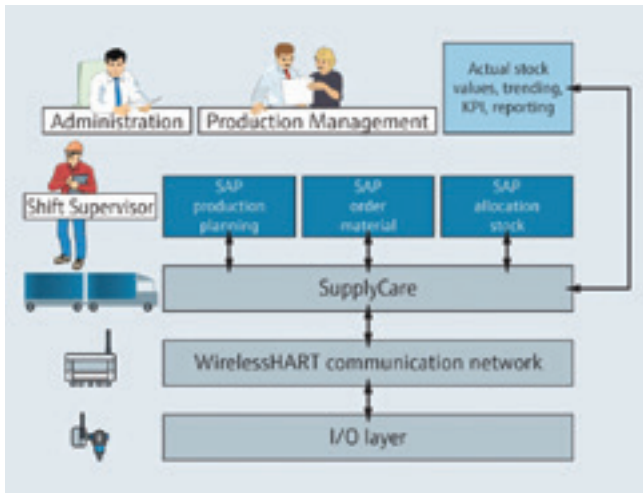 Administration
Production Management
Actual stock
values, trending,
KPI, reporting
Shift Supervisor
SAP
production
planning
SAP
order
material
SAP
allocation
stock
SupplyCare
WirelessHART communication network
I/O layer